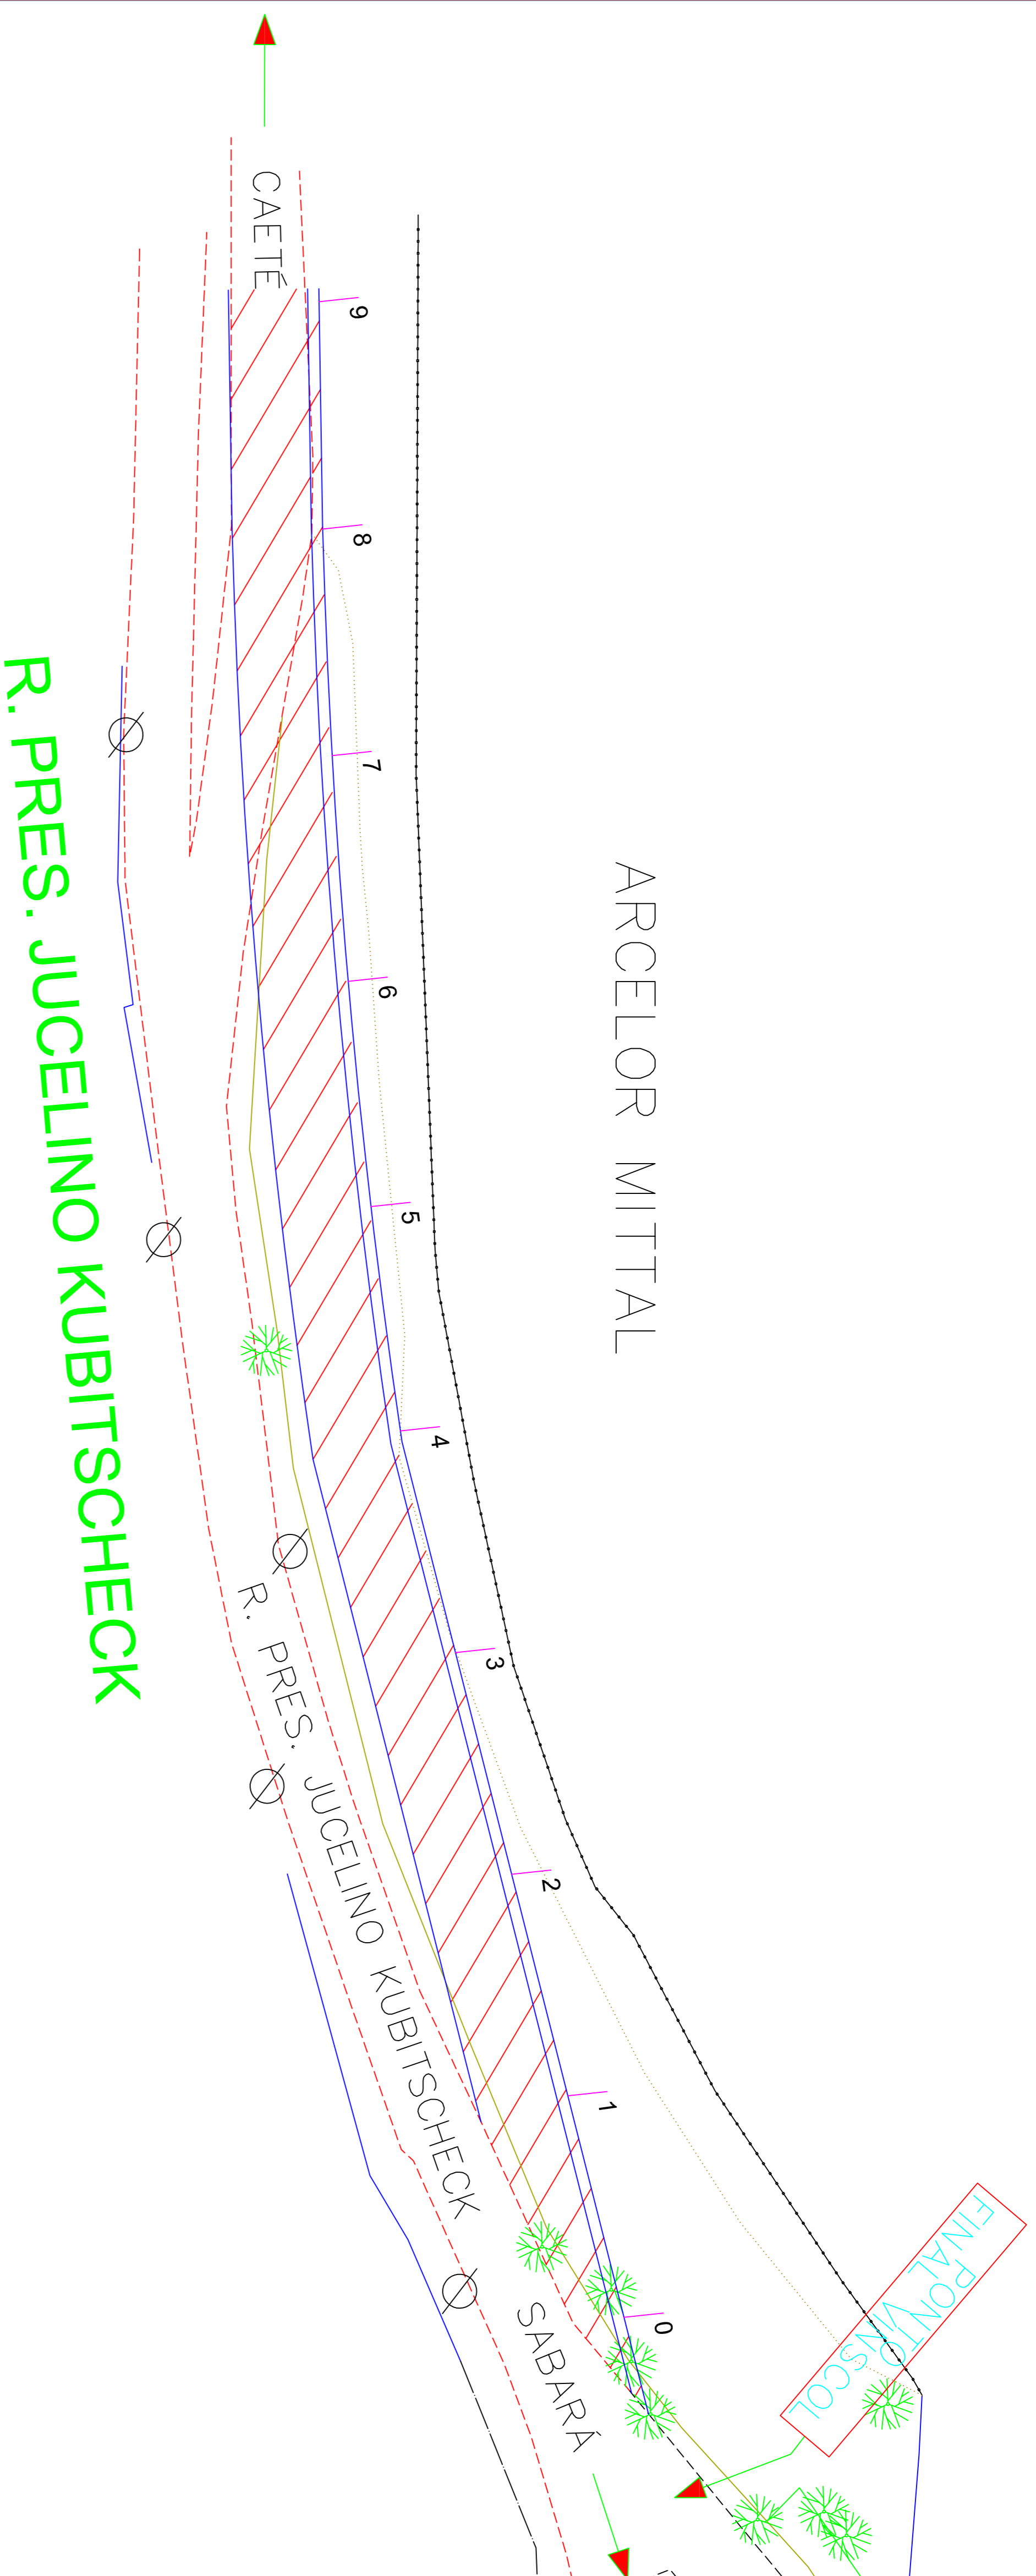 CAETÉ
9
8
7
6
5
4
3
2
1
0
ARCELOR MITTAL
R. PRES. JUCELINO KUBITSCHECK
R. PRES. JUCELINO KUBITSCHECK
SABARÁ
PONTO
FINAL VINSCOL